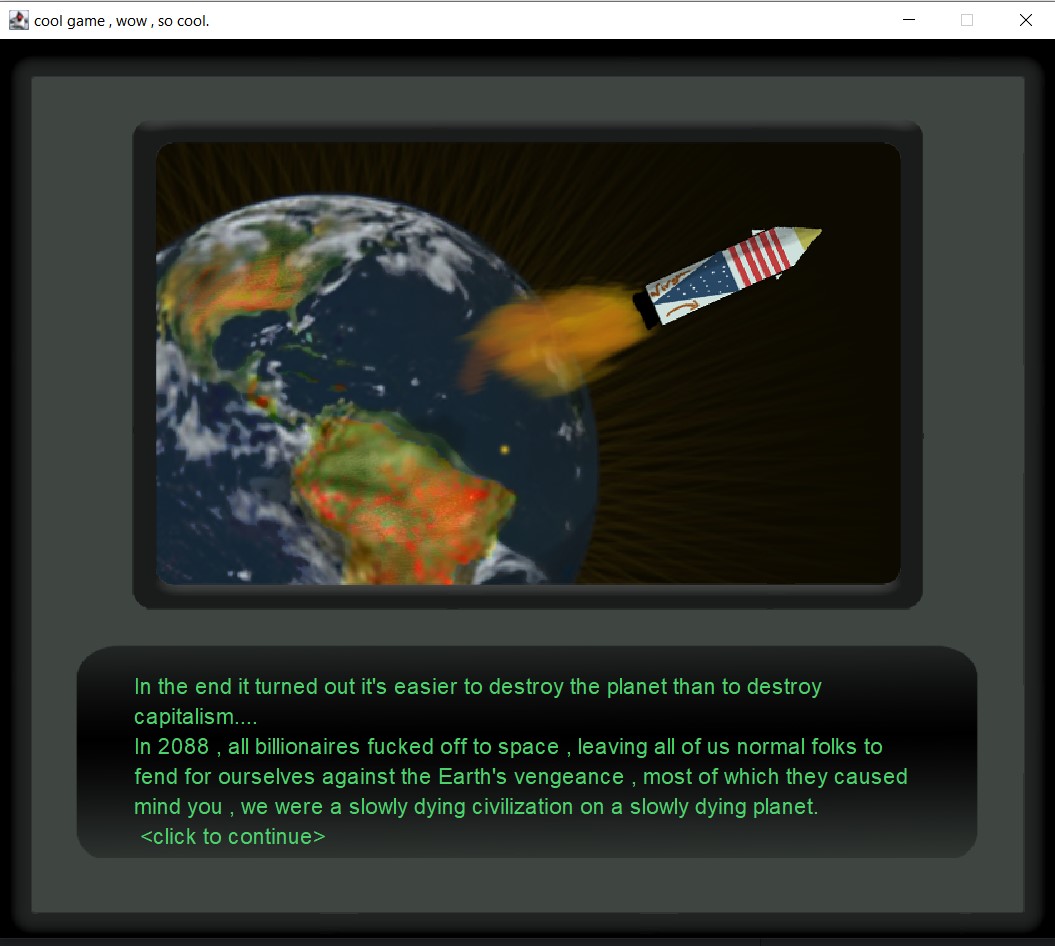 cool game , wow , so cool.
In the end it turned out it's easier to destroy the planet than to destroy
capitalism....
In 2088 , all billionaires fucked off to space , leaving all of us normal folks to
fend for ourselves against the Earth's vengeance , most of which they caused
mind you , we were a slowly dying civilization on a slowly dying planet.
<click to continue>